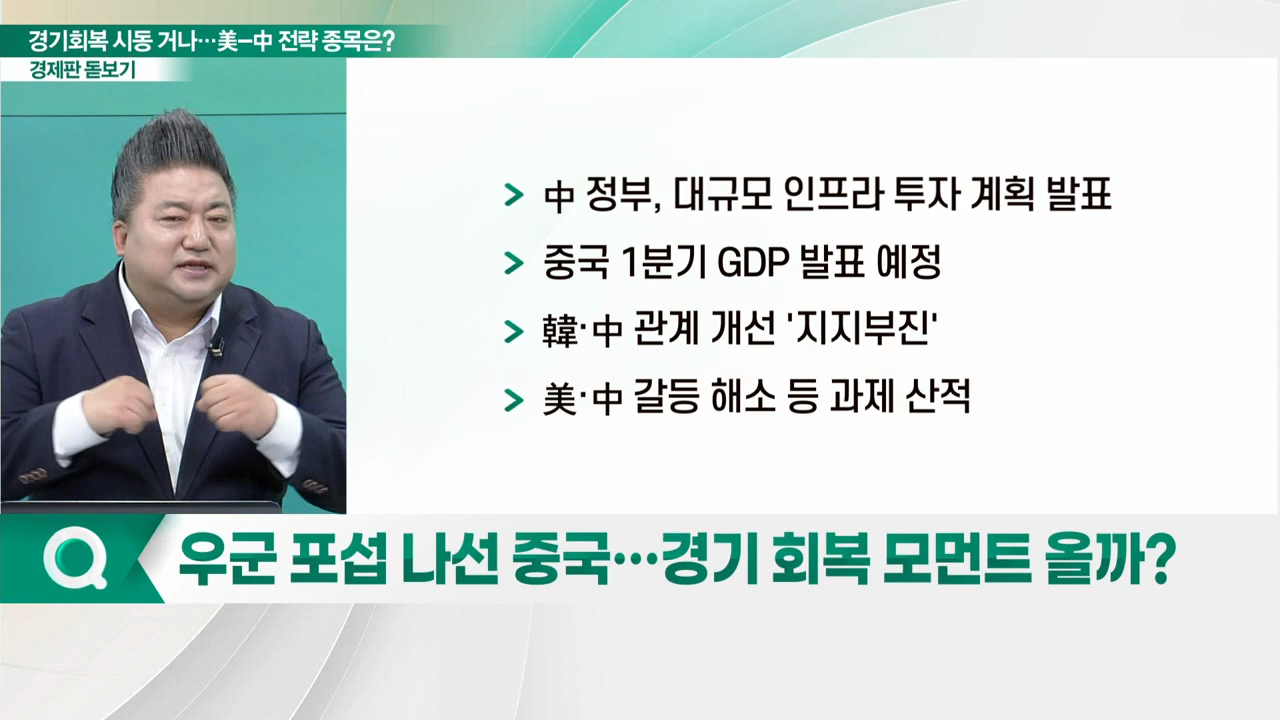 경기회복 시동 거나…美-中 전략 종목은?
경제판 돋보기
> 中 정부, 대규모 인프라 투자 계획 발표
> 중국 1분기 GDP 발표 예정
> 韓·中 관계 개선 '지지부진'
> 美·中 갈등 해소 등 과제 산적
우군 포섭 나선 중국…경기 회복 모먼트 올까?